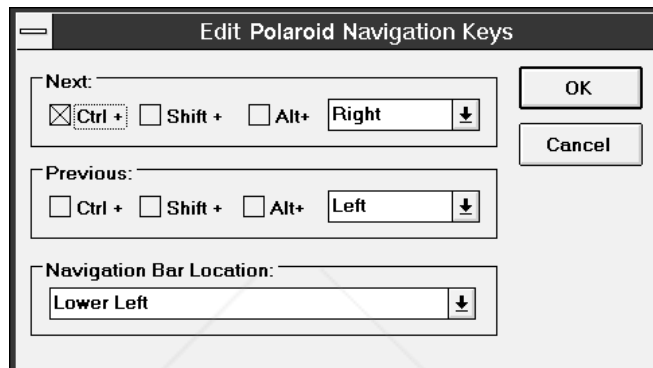 Edit Polaroid Navigation Keys
Next:
Ctrl + Shift + Alt+ Right
OK
Cancel
Previous:
Ctrl + Shift + Alt+ Left
Navigation Bar Location:
Lower Left